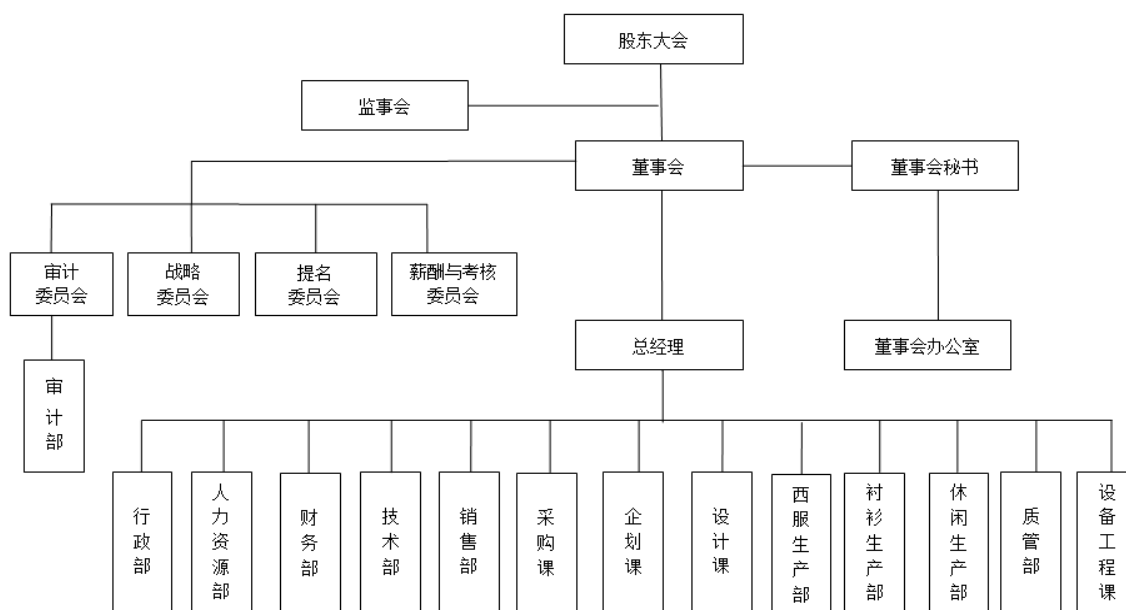 股东大会
监事会
董事会
董事会秘书
审计
委员会
战略
委员会
提名
委员会
薪酬与考核
委员会
总经理
董事会办公室
审计部
行政部
人力资源部
财务部
技术部
销售部
采购课
企划课
设计课
西服生产部
衬衫生产部
休闲生产部
质管部
设备工程课